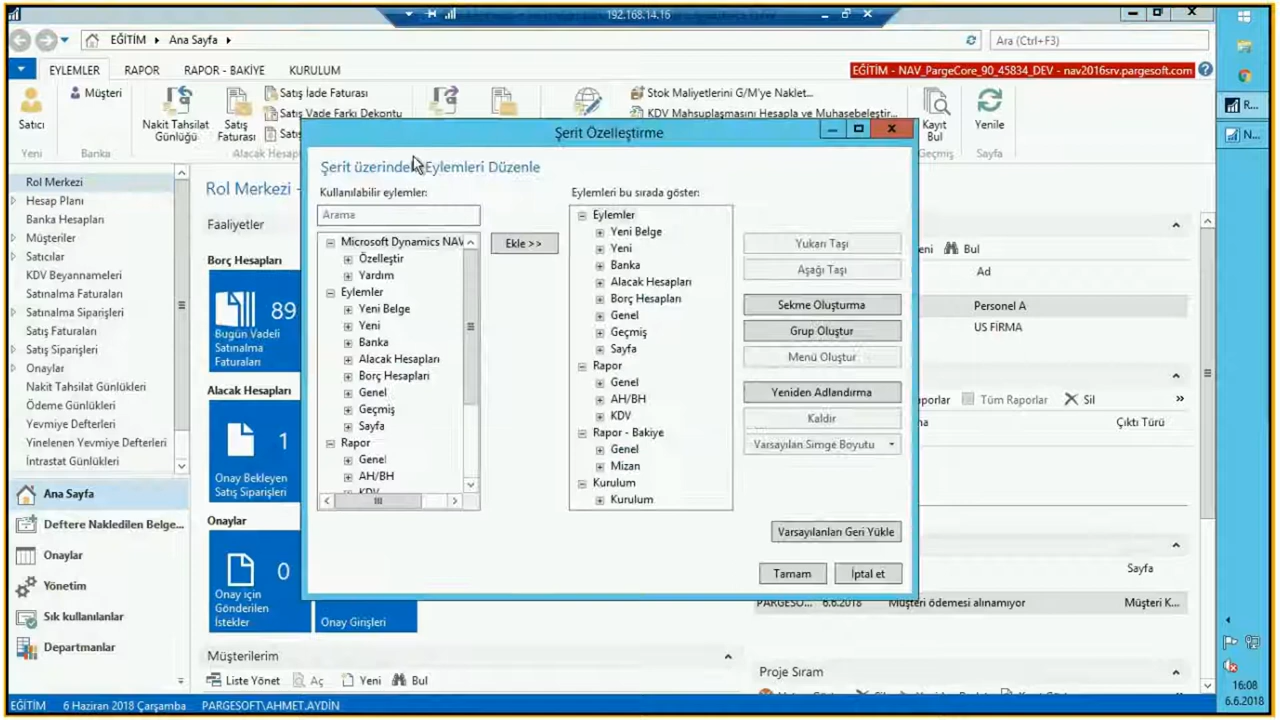 192.168.14.16
EĞİTİM
Ana Sayfa
Ara (Ctrl+F3)
EYLEMLER
RAPOR
RAPOR - BAKİYE
KURULUM
EĞİTİM - NAV_PargeCore_90_45834_DEV - nav2016srv.pargesoft.com
Satıcı
Yeni
Müşteri
Banka
Nakit Tahsilat Günlüğü
Satış Faturası
Satış İade Faturası
Satış Vade Farkı Dekontu
Satış
Alacak Hesap
Stok Maliyetlerini G/M'ye Naklet...
KDV Mahsuplaşmasını Hesapla ve Muhasebeleştir...
Kayıt Bul
Geçmiş
Yenile
Sayfa
R...
N...
Rol Merkezi
Hesap Planı
Banka Hesapları
Müşteriler
Satıcılar
KDV Beyannameleri
Satınalma Faturaları
Satınalma Siparişleri
Satış Faturaları
Satış Siparişleri
Onaylar
Nakit Tahsilat Günlükleri
Ödeme Günlükleri
Yevmiye Defterleri
Yinelenen Yevmiye Defterleri
İntrastat Günlükleri
Ana Sayfa
Deftere Nakledilen Belge...
Onaylar
Yönetim
Sık kullanılanlar
Departmanlar
Rol Merkezi -
Faaliyetler
Borç Hesapları
89
Bugün Vadeli
Satınalma
Faturaları
Alacak Hesapları
1
Onay Bekleyen
Satış Siparişleri
Onaylar
0
Onay için
Gönderilen
İstekler
Onay Girişleri
Müşterilerim
Liste Yönet
Aç
Yeni
Bul
Şerit Özelleştirme
Şerit üzerindeki Eylemleri Düzenle
Kullanılabilir eylemler:
Arama
Microsoft Dynamics NAV
Özelleştir
Yardım
Eylemler
Yeni Belge
Yeni
Banka
Alacak Hesapları
Borç Hesapları
Genel
Geçmiş
Sayfa
Rapor
Genel
AH/BH
KDV
Ekle >>
Eylemleri bu sırada göster:
Eylemler
Yeni Belge
Yeni
Banka
Alacak Hesapları
Borç Hesapları
Genel
Geçmiş
Sayfa
Rapor
Genel
AH/BH
KDV
Rapor - Bakiye
Genel
Mizan
Kurulum
Kurulum
Yukarı Taşı
Aşağı Taşı
Sekme Oluşturma
Grup Oluştur
Menü Oluştur
Yeniden Adlandırma
Kaldır
Varsayılan Simge Boyutu
Varsayılanları Geri Yükle
Tamam
İptal et
eni
Bul
Ad
Personel A
US FİRMA
porlar
Tüm Raporlar
Sil
na
Çıktı Türü
Sayfa
PARGESO...
6.6.2018
Müşteri ödemesi alınamıyor
Müşteri K...
Proje Sıram
16:08
6.6.2018
EĞİTİM
6 Haziran 2018 Çarşamba
PARGESOFT\AHMET.AYDIN